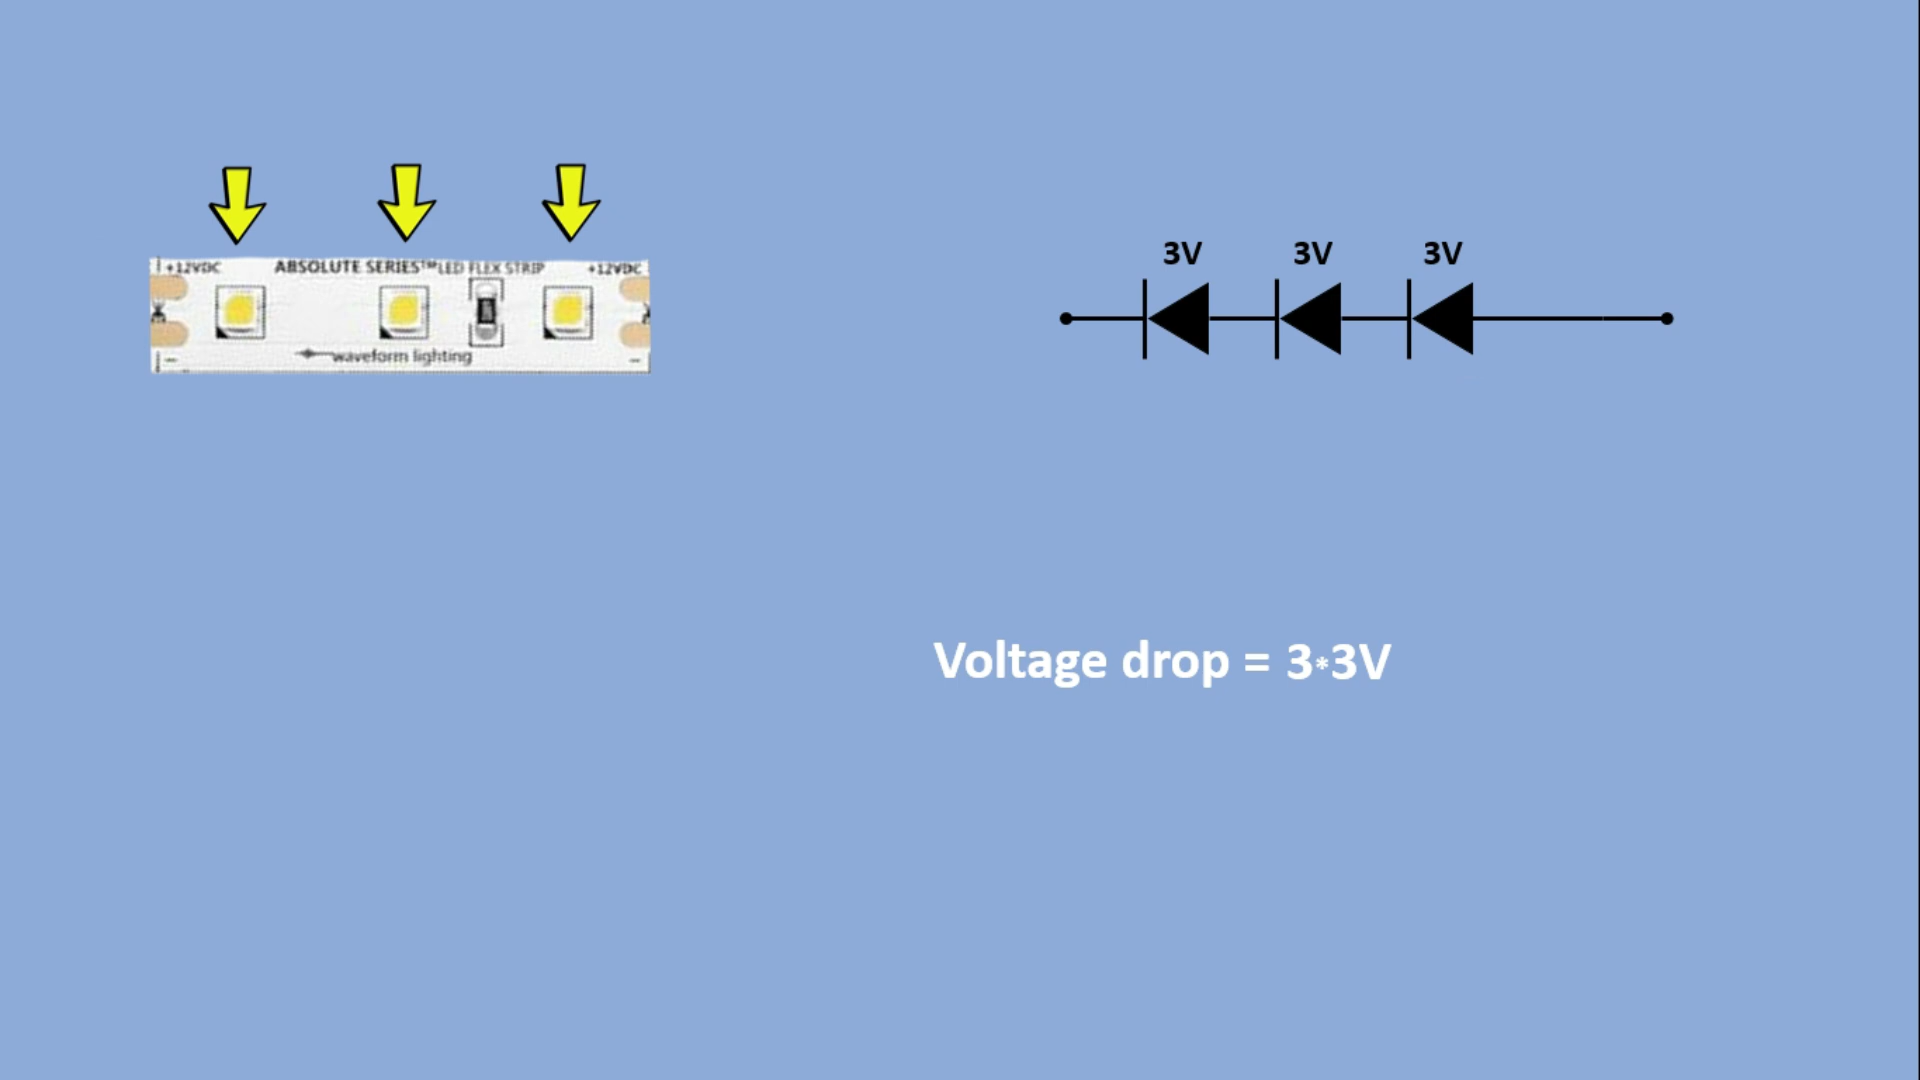 +12VDC ABSOLUTE SERIES™ LED FLEX STRIP +12VDC
waveform lighting
- -
3V 3V 3V
Voltage drop = 3*3V